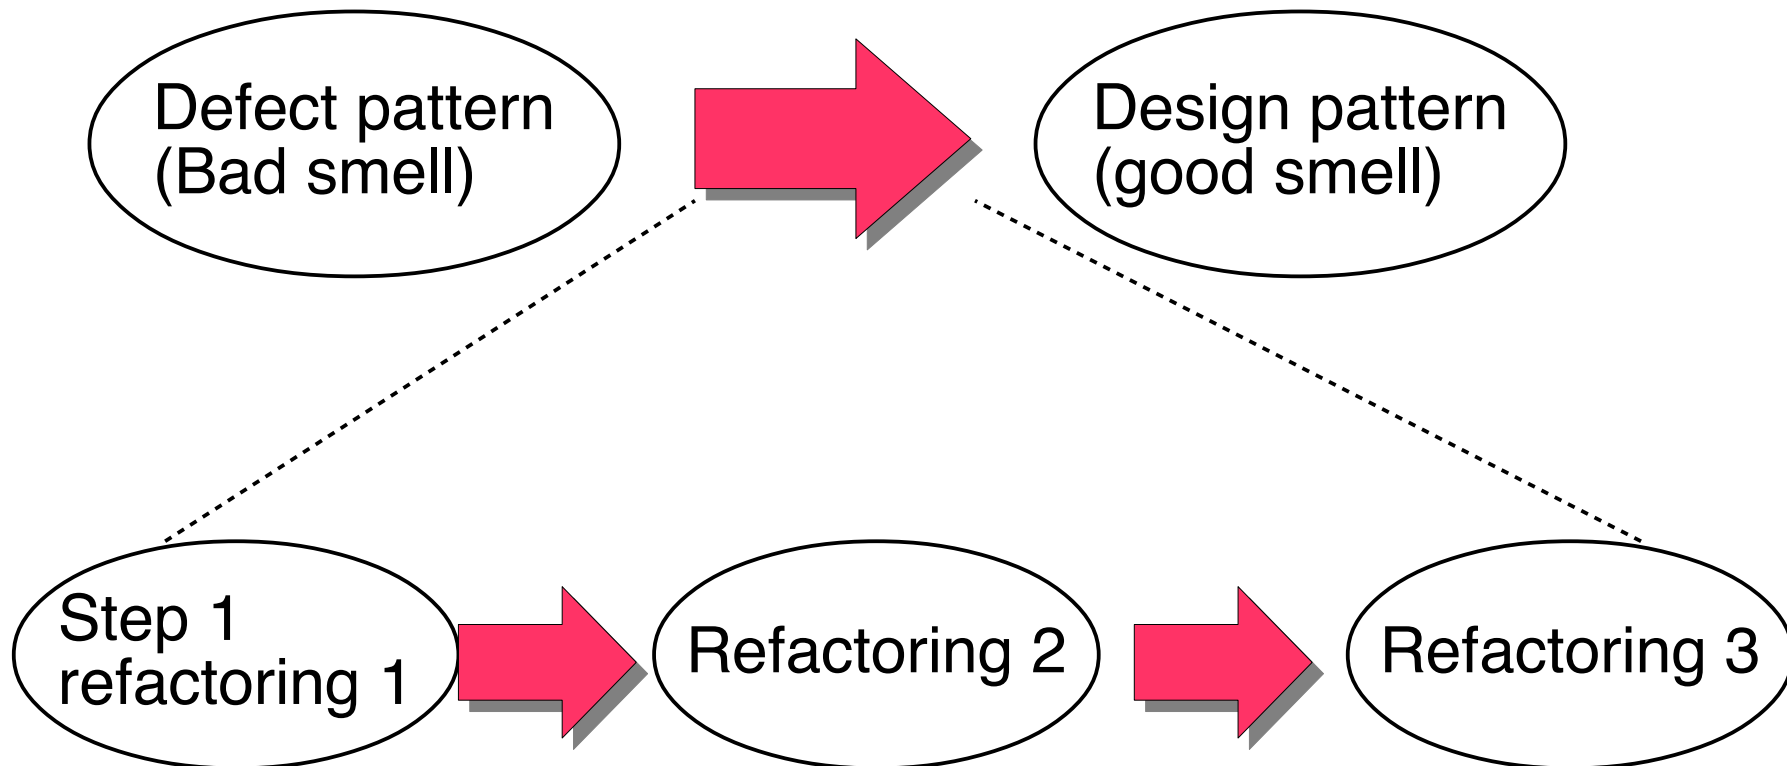 Defect pattern
(Bad smell)
Design pattern
(good smell)
Step 1
refactoring 1
Refactoring 2
Refactoring 3